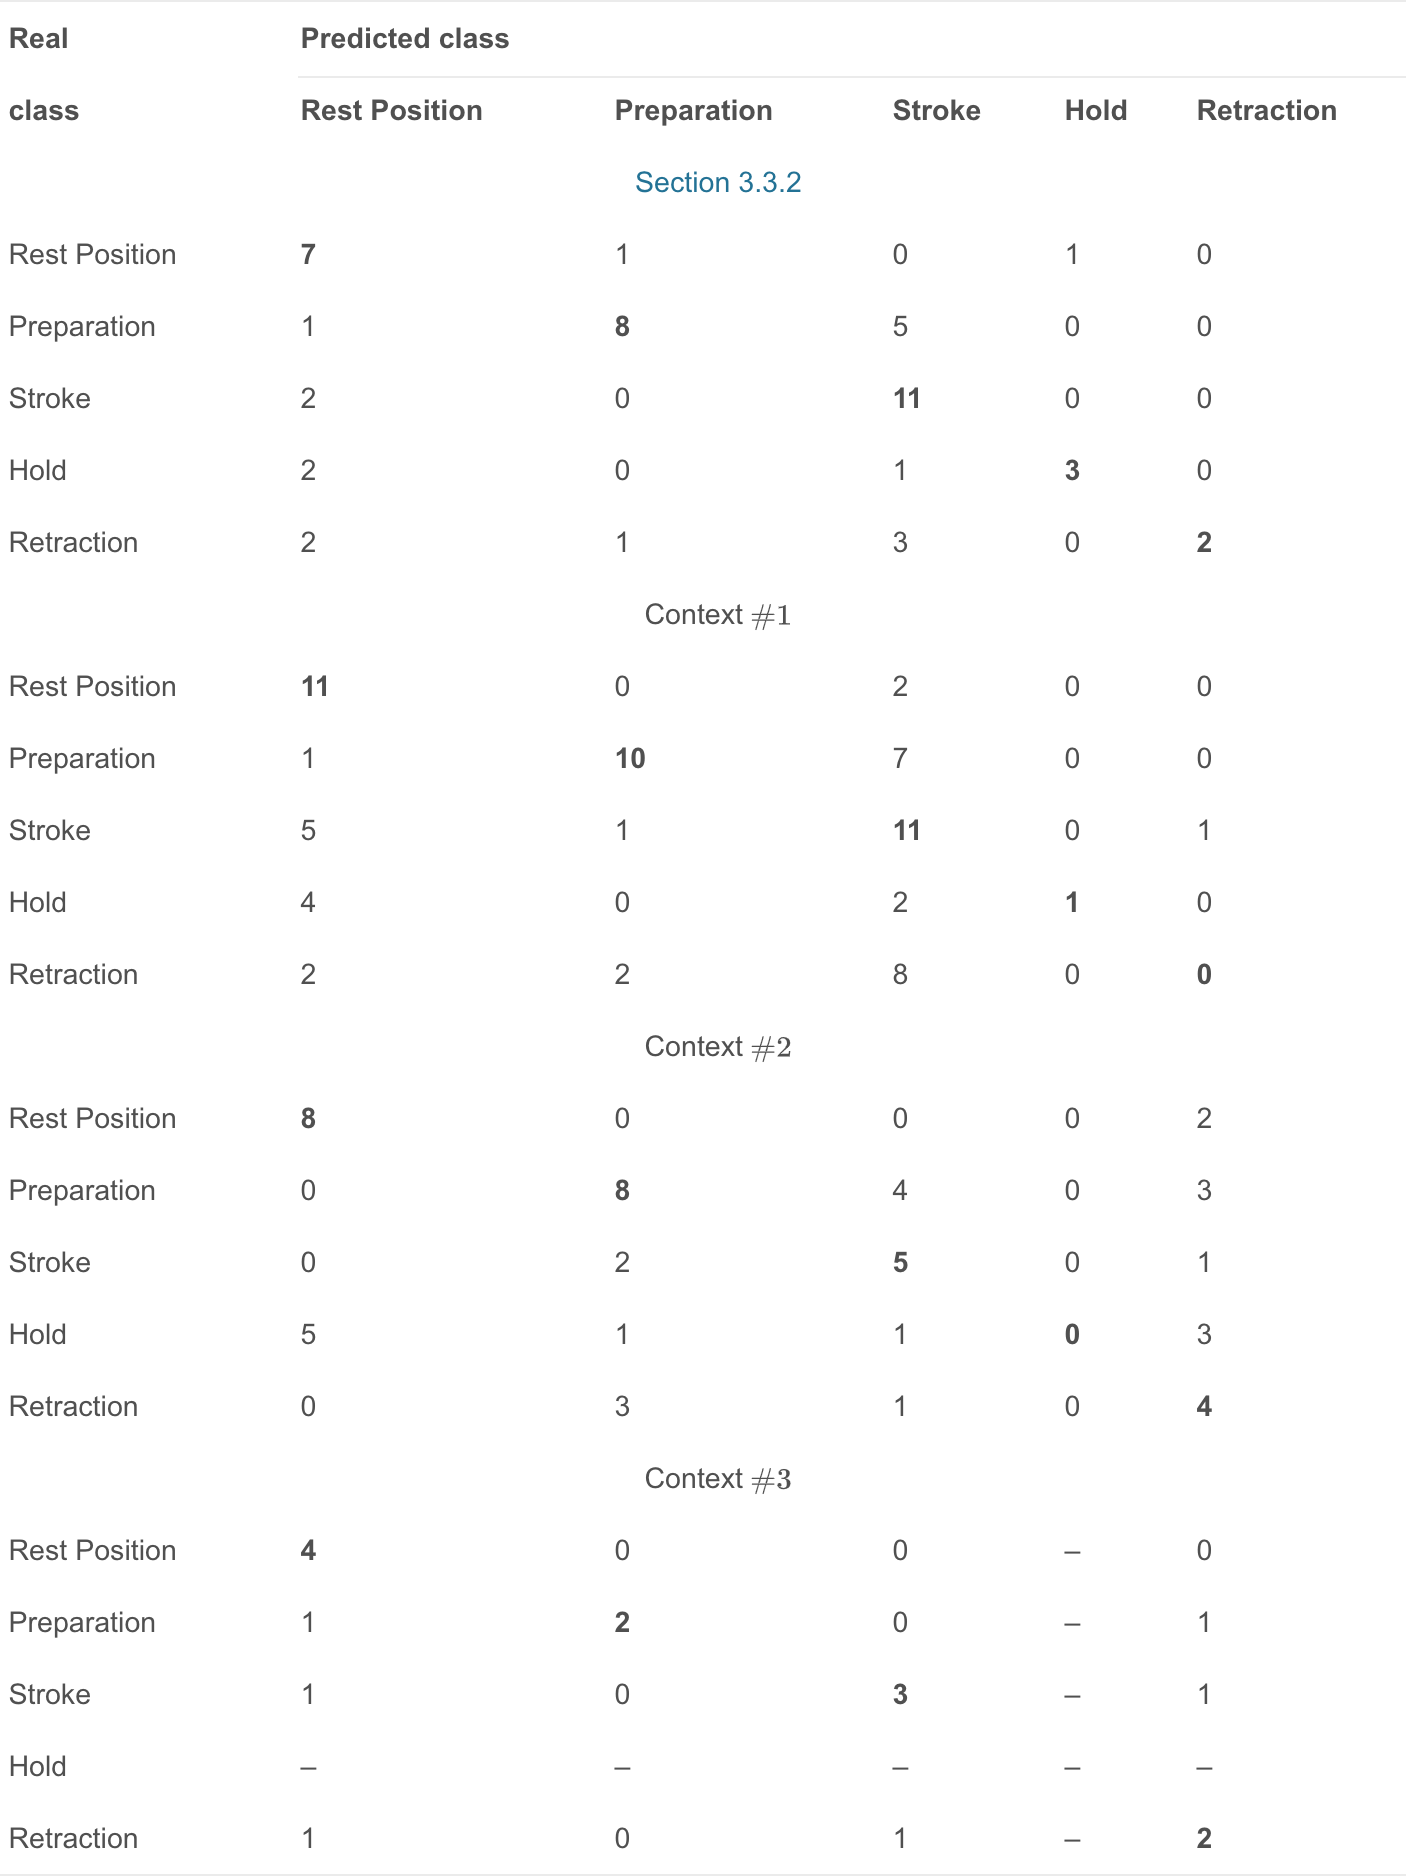 Real Predicted class
class Rest Position Preparation Stroke Hold Retraction
Section 3.3.2
Rest Position 7 1 0 1 0
Preparation 1 8 5 0 0
Stroke 2 0 11 0 0
Hold 2 0 1 3 0
Retraction 2 1 3 0 2
Context #1
Rest Position 11 0 2 0 0
Preparation 1 10 7 0 0
Stroke 5 1 11 0 1
Hold 4 0 2 1 0
Retraction 2 2 8 0 0
Context #2
Rest Position 8 0 0 0 2
Preparation 0 8 4 0 3
Stroke 0 2 5 0 1
Hold 5 1 1 0 3
Retraction 0 3 1 0 4
Context #3
Rest Position 4 0 0 – 0
Preparation 1 2 0 – 1
Stroke 1 0 3 – 1
Hold – – – – –
Retraction 1 0 1 – 2